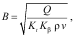 B = √(Q / (K_i K_β ρ v)),